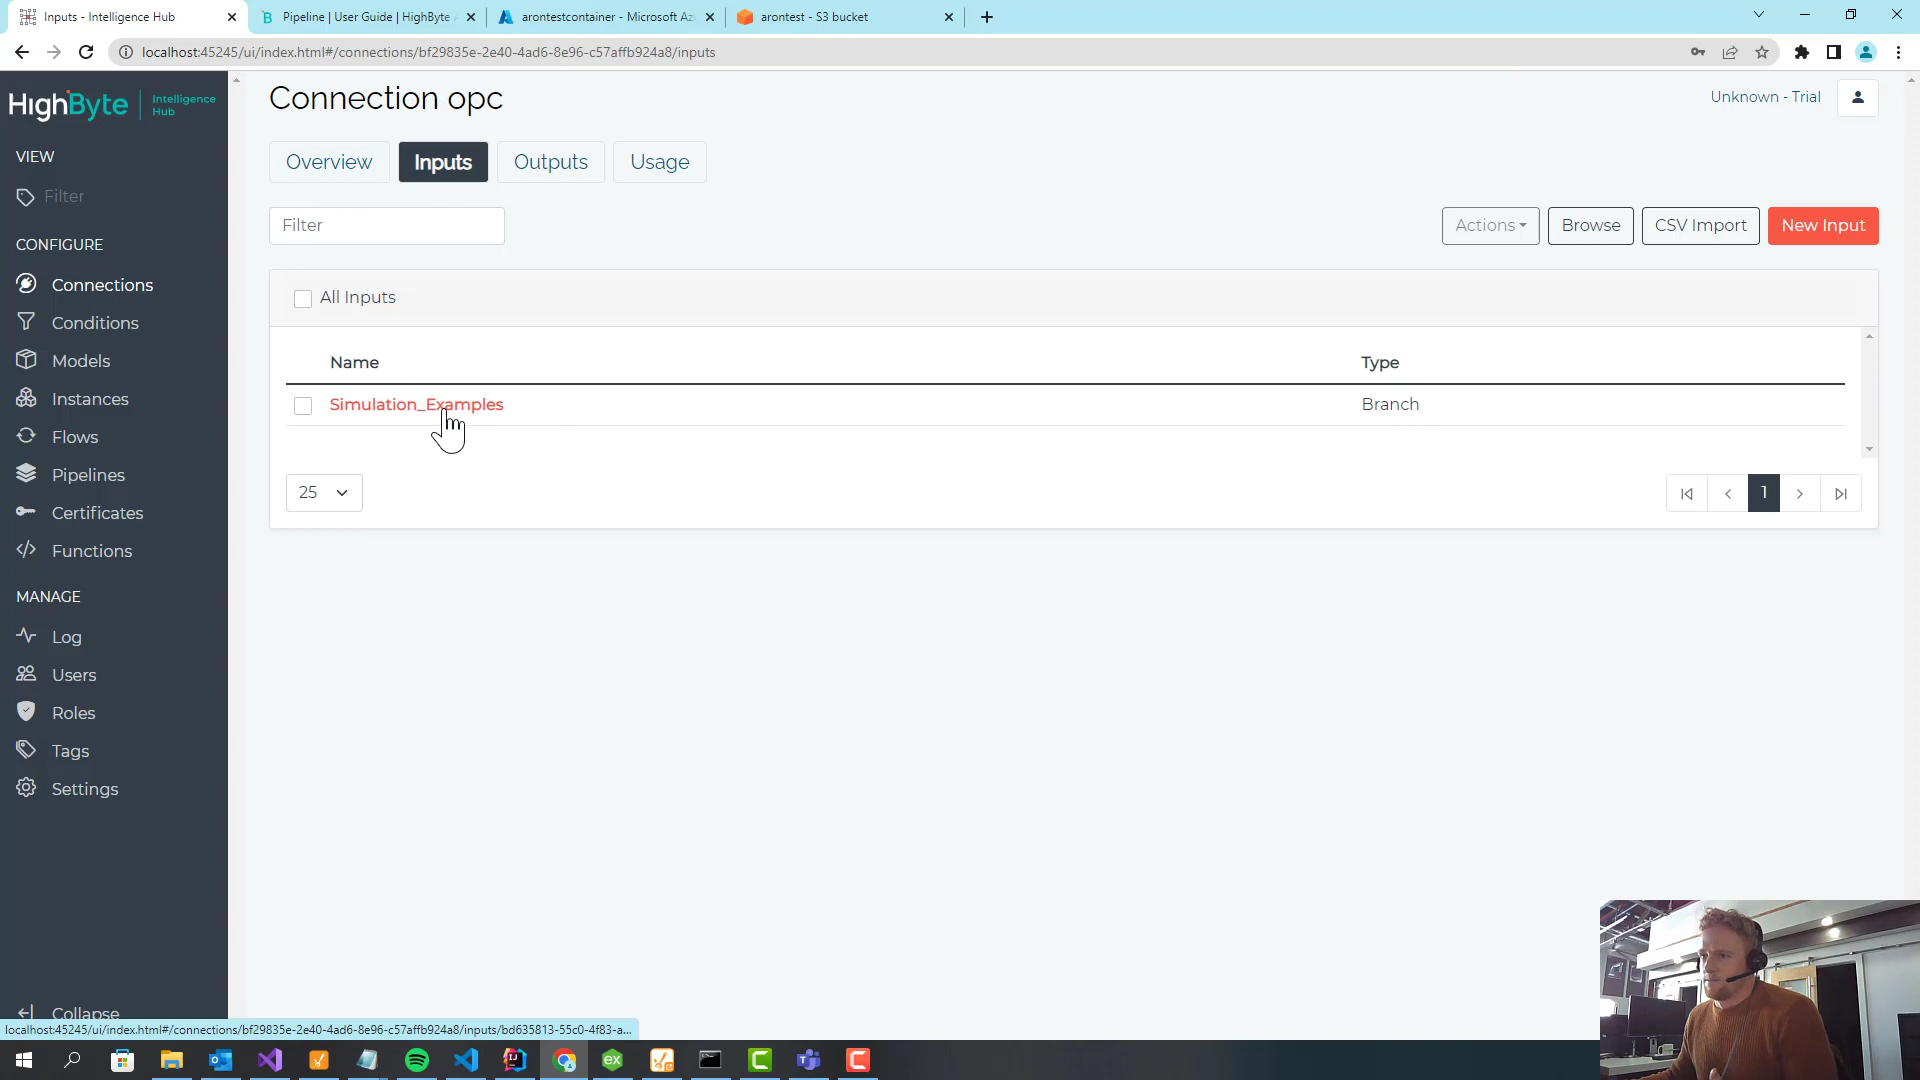 Inputs - Intelligence Hub
Pipeline | User Guide | HighByte
arontestcontainer - Microsoft Az
arontest - S3 bucket
localhost:45245/ui/index.html#/connections/bf29835e-2e40-4ad6-8e96-c57affb924a8/inputs
HighByte Intelligence Hub
VIEW
Filter
CONFIGURE
Connections
Conditions
Models
Instances
Flows
Pipelines
Certificates
Functions
MANAGE
Log
Users
Roles
Tags
Settings
Collapse
Connection opc
Unknown - Trial
Overview
Inputs
Outputs
Usage
Filter
Actions
Browse
CSV Import
New Input
All Inputs
Name Type
Simulation_Examples Branch
25
1
localhost:45245/ui/index.html#/connections/bf29835e-2e40-4ad6-8e96-c57affb924a8/inputs/bd635813-55c0-4f83-a...